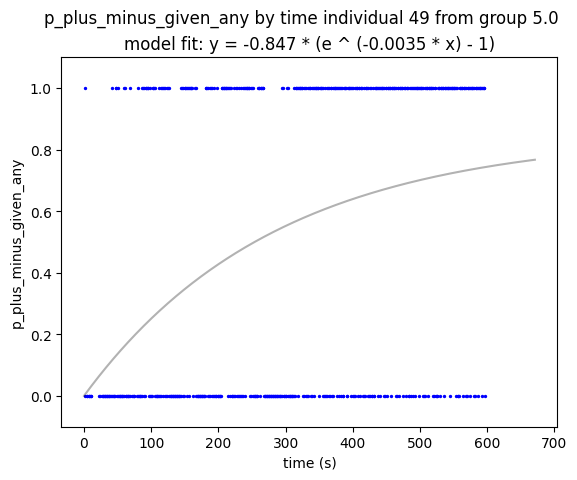 p_plus_minus_given_any by time individual 49 from group 5.0
model fit: y = -0.847 * (e ^ (-0.0035 * x) - 1)
1.0
0.8
0.6
0.4
0.2
0.0
p_plus_minus_given_any
0 100 200 300 400 500 600 700
time (s)